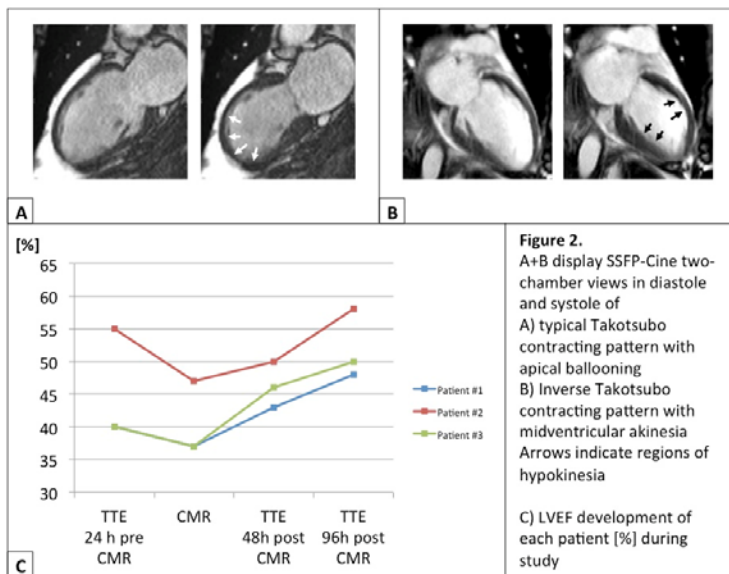 A
B
[%]
65
60
55
50
45
40
35
30
TTE
24 h pre
CMR
CMR
TTE
48h post
CMR
TTE
96h post
CMR
Patient #1
Patient #2
Patient #3
C
Figure 2.
A+B display SSFP-Cine two-
chamber views in diastole
and systole of
A) typical Takotsubo
contracting pattern with
apical ballooning
B) Inverse Takotsubo
contracting pattern with
midventricular akinesia
Arrows indicate regions of
hypokinesia
C) LVEF development of
each patient [%] during
study